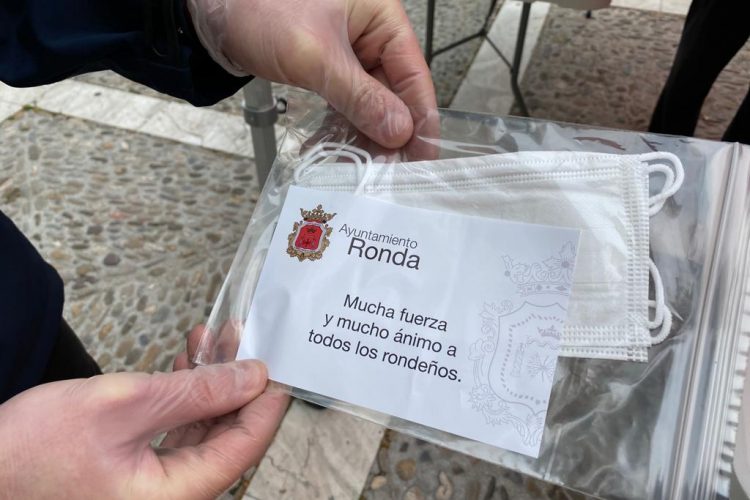 Ayuntamiento
Ronda
Mucha fuerza
y mucho ánimo a
todos los rondeños.